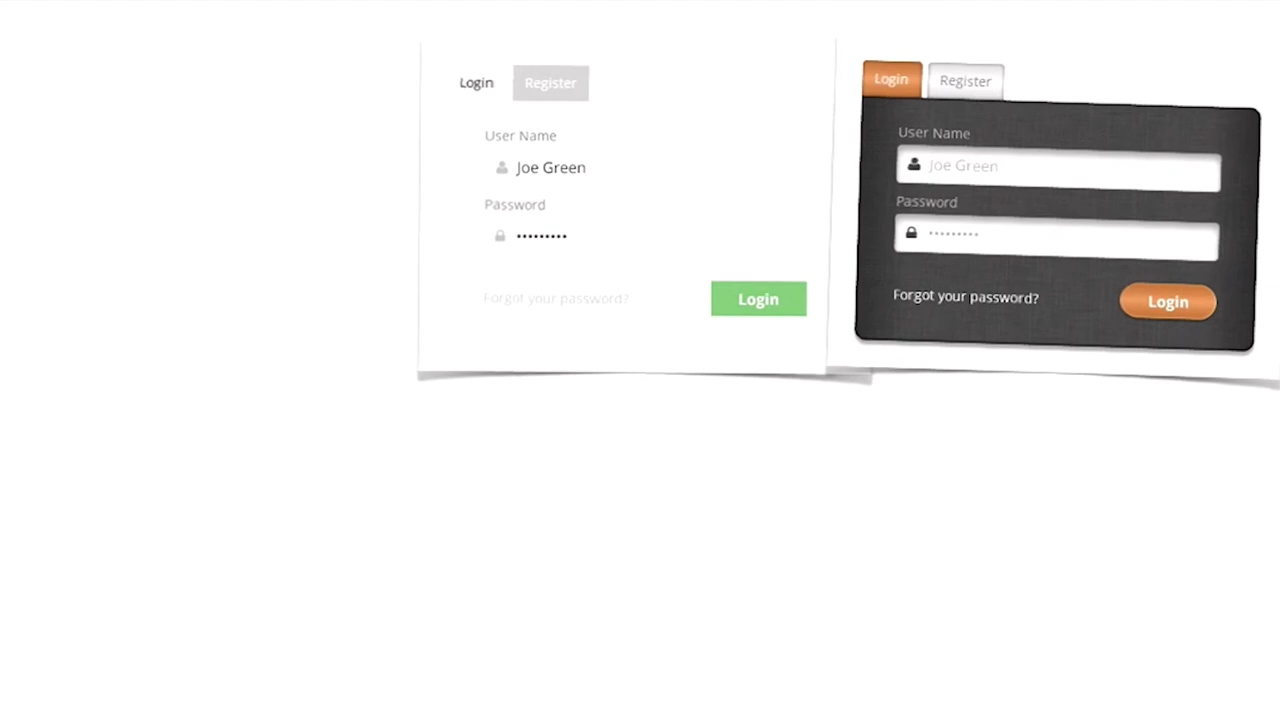 Login Register
User Name
Joe Green
Password
•••••••••
Forgot your password? Login
Login Register
User Name
Joe Green
Password
•••••••••
Forgot your password? Login